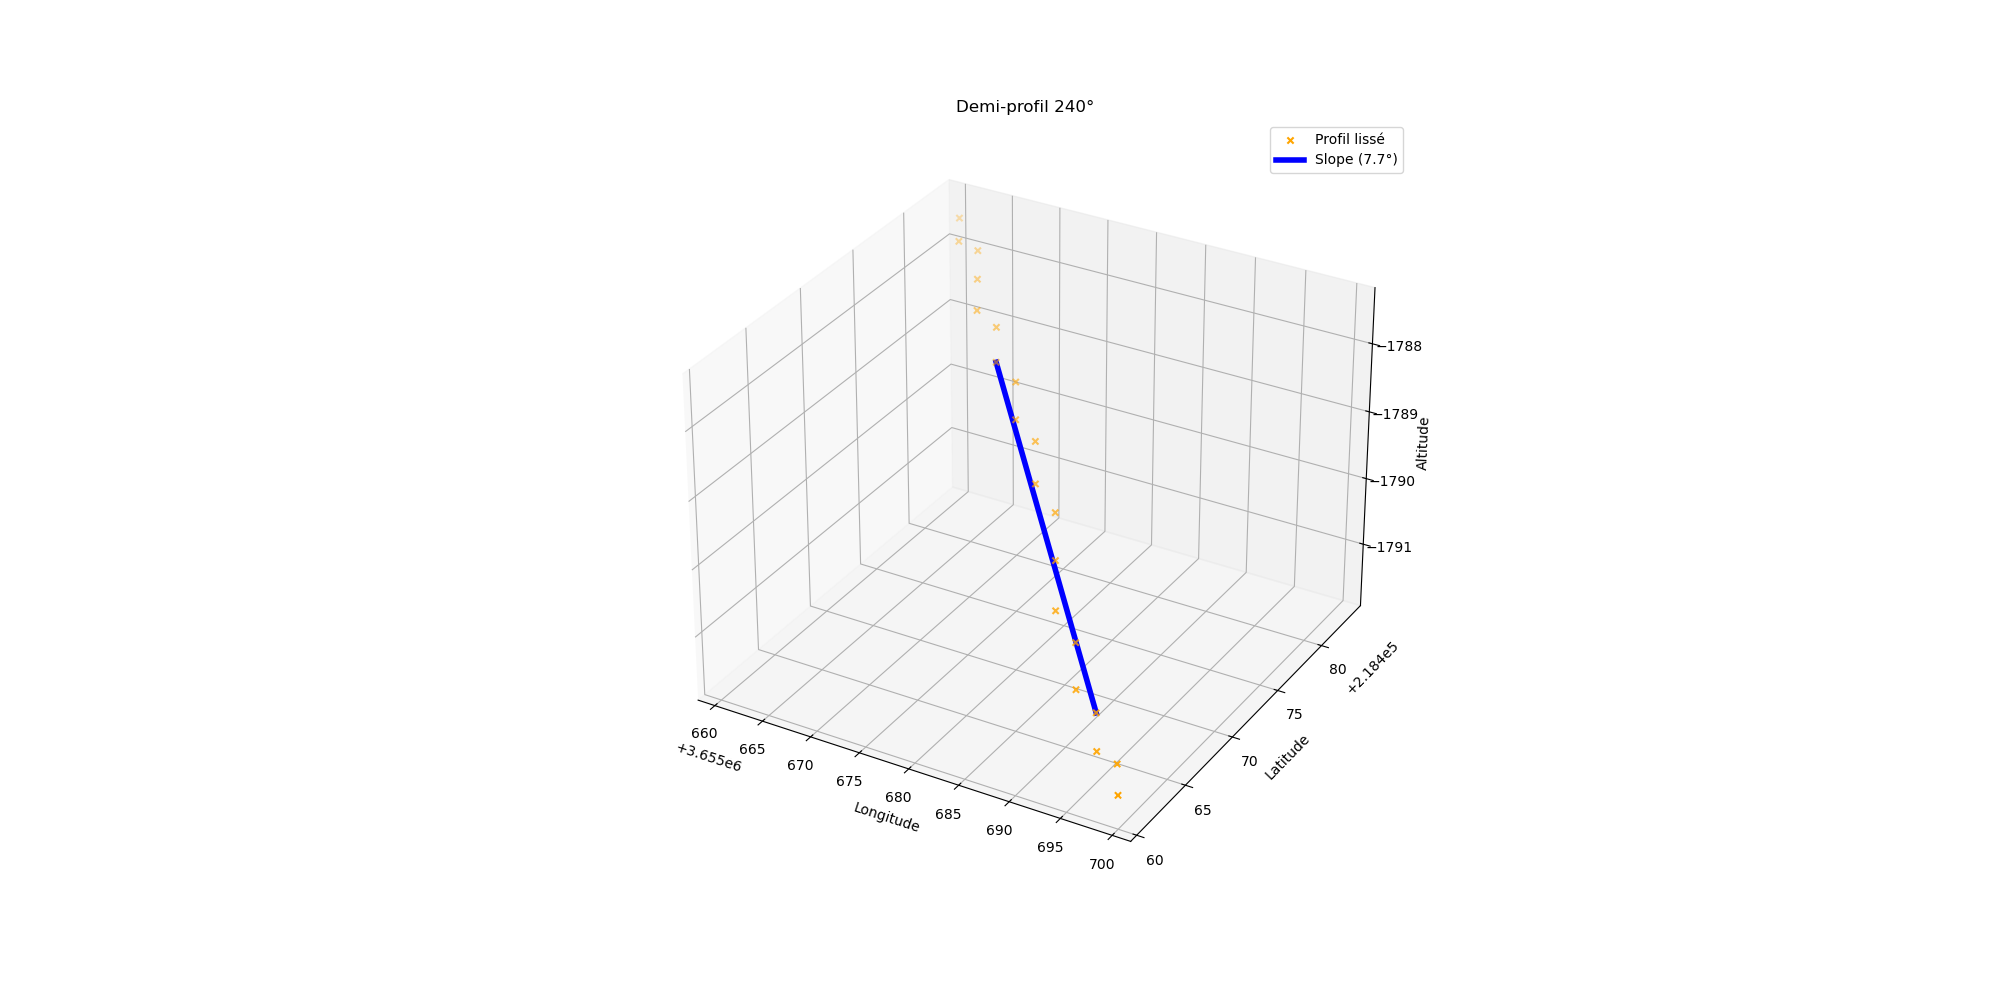 Demi-profil 240°
Profil lissé
Slope (7.7°)
−1788
−1789
−1790
−1791
Altitude
660
665
670
675
680
685
690
695
700
+3.655e6
Longitude
60
65
70
75
80
+2.184e5
Latitude